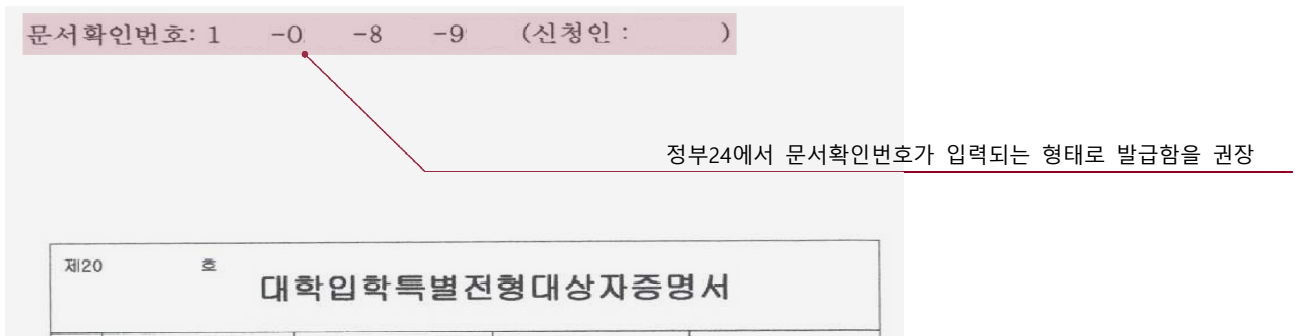 문서확인번호: 1 -0 -8 -9 (신청인 : )
정부24에서 문서확인번호가 입력되는 형태로 발급함을 권장
제20 호
대학입학특별전형대상자증명서